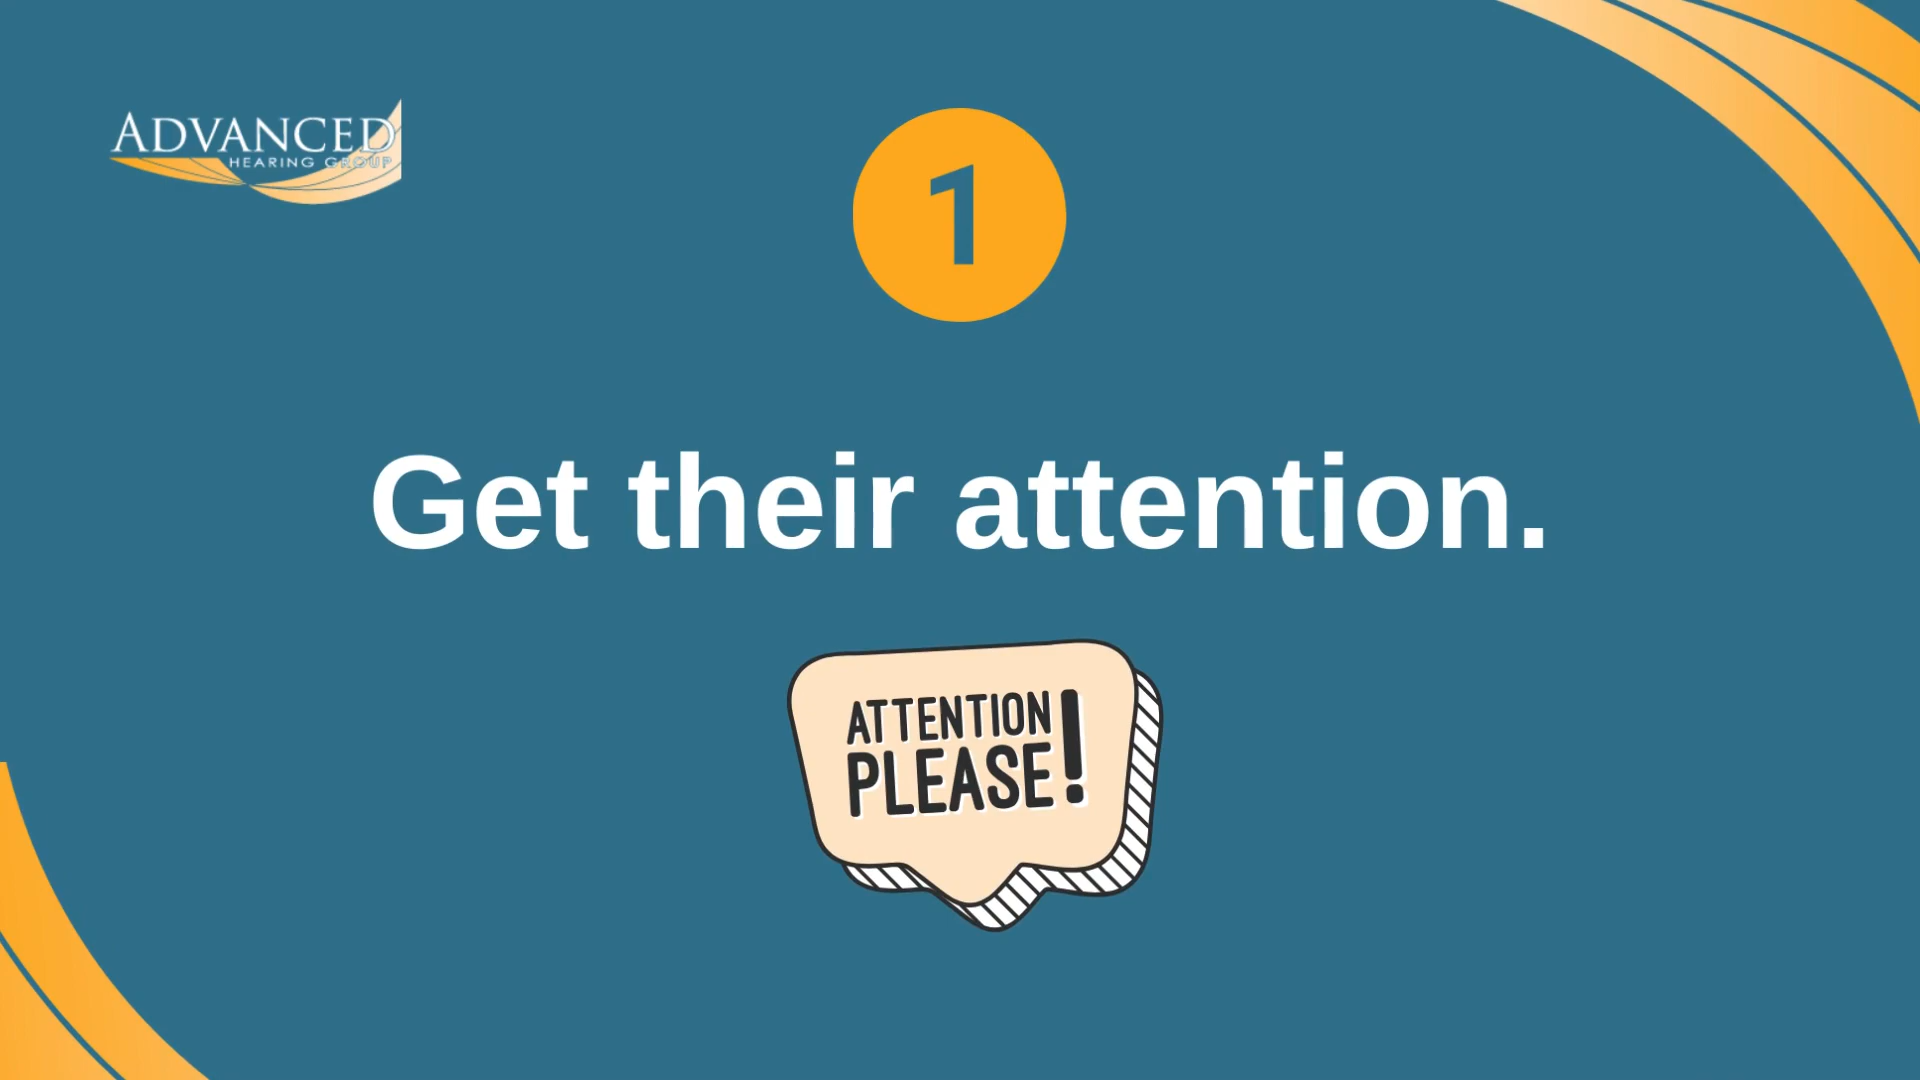 ADVANCED
HEARING GROUP
1
Get their attention.
ATTENTION
PLEASE!